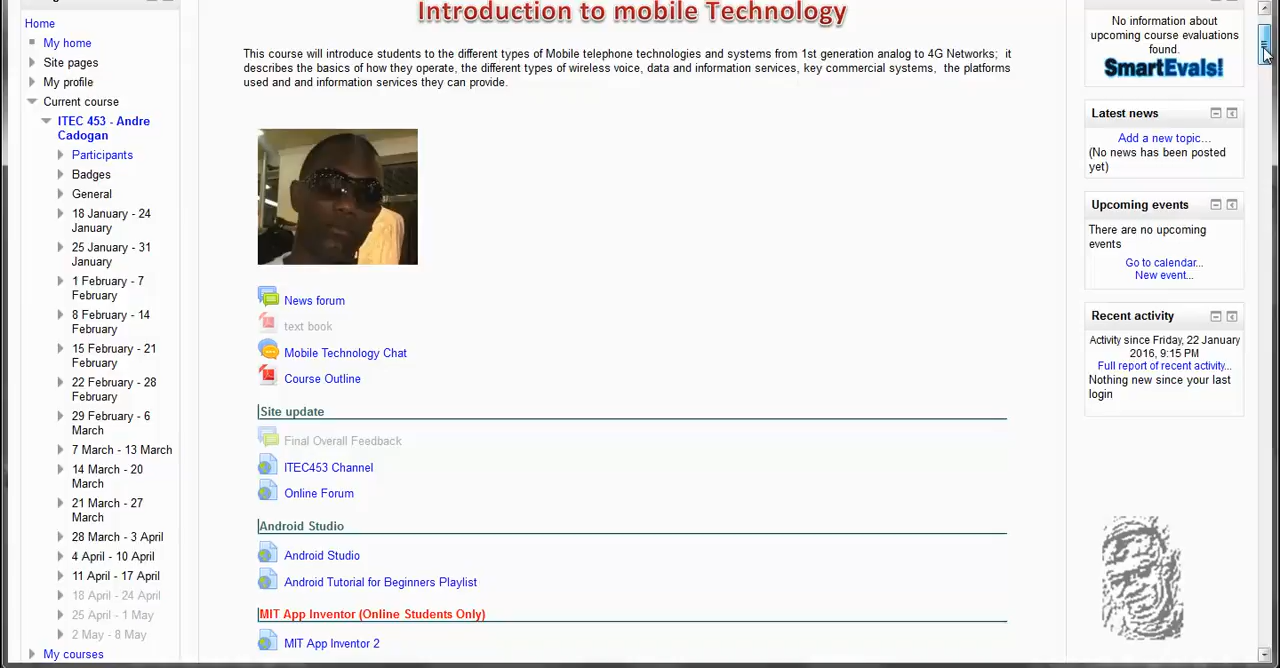 Home
My home
Site pages
My profile
Current course
ITEC 453 - Andre
Cadogan
Participants
Badges
General
18 January - 24
January
25 January - 31
January
1 February - 7
February
8 February - 14
February
15 February - 21
February
22 February - 28
February
29 February - 6
March
7 March - 13 March
14 March - 20
March
21 March - 27
March
28 March - 3 April
4 April - 10 April
11 April - 17 April
18 April - 24 April
25 April - 1 May
2 May - 8 May
My courses
Introduction to mobile Technology
This course will introduce students to the different types of Mobile telephone technologies and systems from 1st generation analog to 4G Networks; it
describes the basics of how they operate, the different types of wireless voice, data and information services, key commercial systems, the platforms
used and and information services they can provide.
News forum
text book
Mobile Technology Chat
Course Outline
Site update
Final Overall Feedback
ITEC453 Channel
Online Forum
Android Studio
Android Studio
Android Tutorial for Beginners Playlist
MIT App Inventor (Online Students Only)
MIT App Inventor 2
No information about
upcoming course evaluations
found.
SmartEvals!
Latest news
Add a new topic...
(No news has been posted
yet)
Upcoming events
There are no upcoming
events
Go to calendar...
New event...
Recent activity
Activity since Friday, 22 January
2016, 9:15 PM
Full report of recent activity...
Nothing new since your last
login